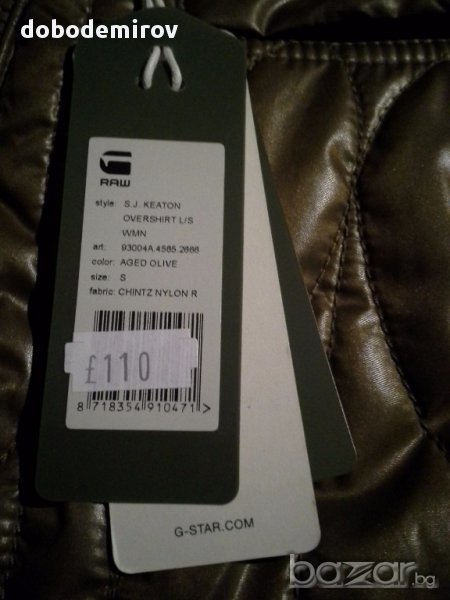 dobodemirov
RAW
style: S.J. KEATON
OVERSHIRT L/S
WMN
art: 93004A.4585.2888
color: AGED OLIVE
size: S
fabric: CHINTZ NYLON R
£110
8 718354 910471 >
G-STAR.COM
bazar.bg